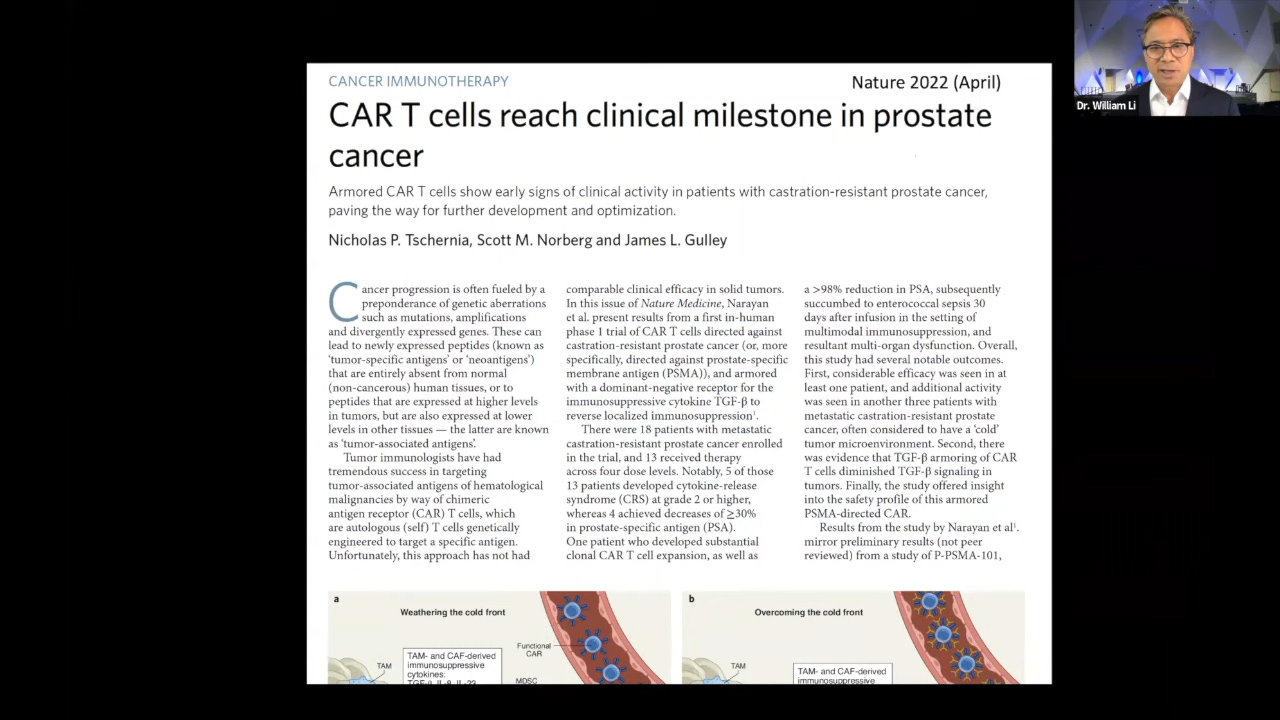 CANCER IMMUNOTHERAPY
Nature 2022 (April)
CAR T cells reach clinical milestone in prostate
cancer
Armored CAR T cells show early signs of clinical activity in patients with castration-resistant prostate cancer,
paving the way for further development and optimization.
Nicholas P. Tschernia, Scott M. Norberg and James L. Gulley
Cancer progression is often fueled by a
preponderance of genetic aberrations
such as mutations, amplifications
and divergently expressed genes. These can
lead to newly expressed peptides (known as
‘tumor-specific antigens’ or ‘neoantigens’)
that are entirely absent from normal
(non-cancerous) human tissues, or to
peptides that are expressed at higher levels
in tumors, but are also expressed at lower
levels in other tissues — the latter are known
as ‘tumor-associated antigens’.
Tumor immunologists have had
tremendous success in targeting
tumor-associated antigens of hematological
malignancies by way of chimeric
antigen receptor (CAR) T cells, which
are autologous (self) T cells genetically
engineered to target a specific antigen.
Unfortunately, this approach has not had
comparable clinical efficacy in solid tumors.
In this issue of Nature Medicine, Narayan
et al. present results from a first in-human
phase 1 trial of CAR T cells directed against
castration-resistant prostate cancer (or, more
specifically, directed against prostate-specific
membrane antigen (PSMA)), and armored
with a dominant-negative receptor for the
immunosuppressive cytokine TGF-β to
reverse localized immunosuppression¹.
There were 18 patients with metastatic
castration-resistant prostate cancer enrolled
in the trial, and 13 received therapy
across four dose levels. Notably, 5 of those
13 patients developed cytokine-release
syndrome (CRS) at grade 2 or higher,
whereas 4 achieved decreases of ≥30%
in prostate-specific antigen (PSA).
One patient who developed substantial
clonal CAR T cell expansion, as well as
a >98% reduction in PSA, subsequently
succumbed to enterococcal sepsis 30
days after infusion in the setting of
multimodal immunosuppression, and
resultant multi-organ dysfunction. Overall,
this study had several notable outcomes.
First, considerable efficacy was seen in at
least one patient, and additional activity
was seen in another three patients with
metastatic castration-resistant prostate
cancer, often considered to have a ‘cold’
tumor microenvironment. Second, there
was evidence that TGF-β armoring of CAR
T cells diminished TGF-β signaling in
tumors. Finally, the study offered insight
into the safety profile of this armored
PSMA-directed CAR.
Results from the study by Narayan et al¹.
mirror preliminary results (not peer
reviewed) from a study of P-PSMA-101,
a
Weathering the cold front
Functional
CAR
TAM
TAM- and CAF-derived
immunosuppressive
cytokines:
TGF-β, IL-8, IL-23
MDSC
b
Overcoming the cold front
TAM
TAM- and CAF-derived
immunosuppressive
Dr. William Li